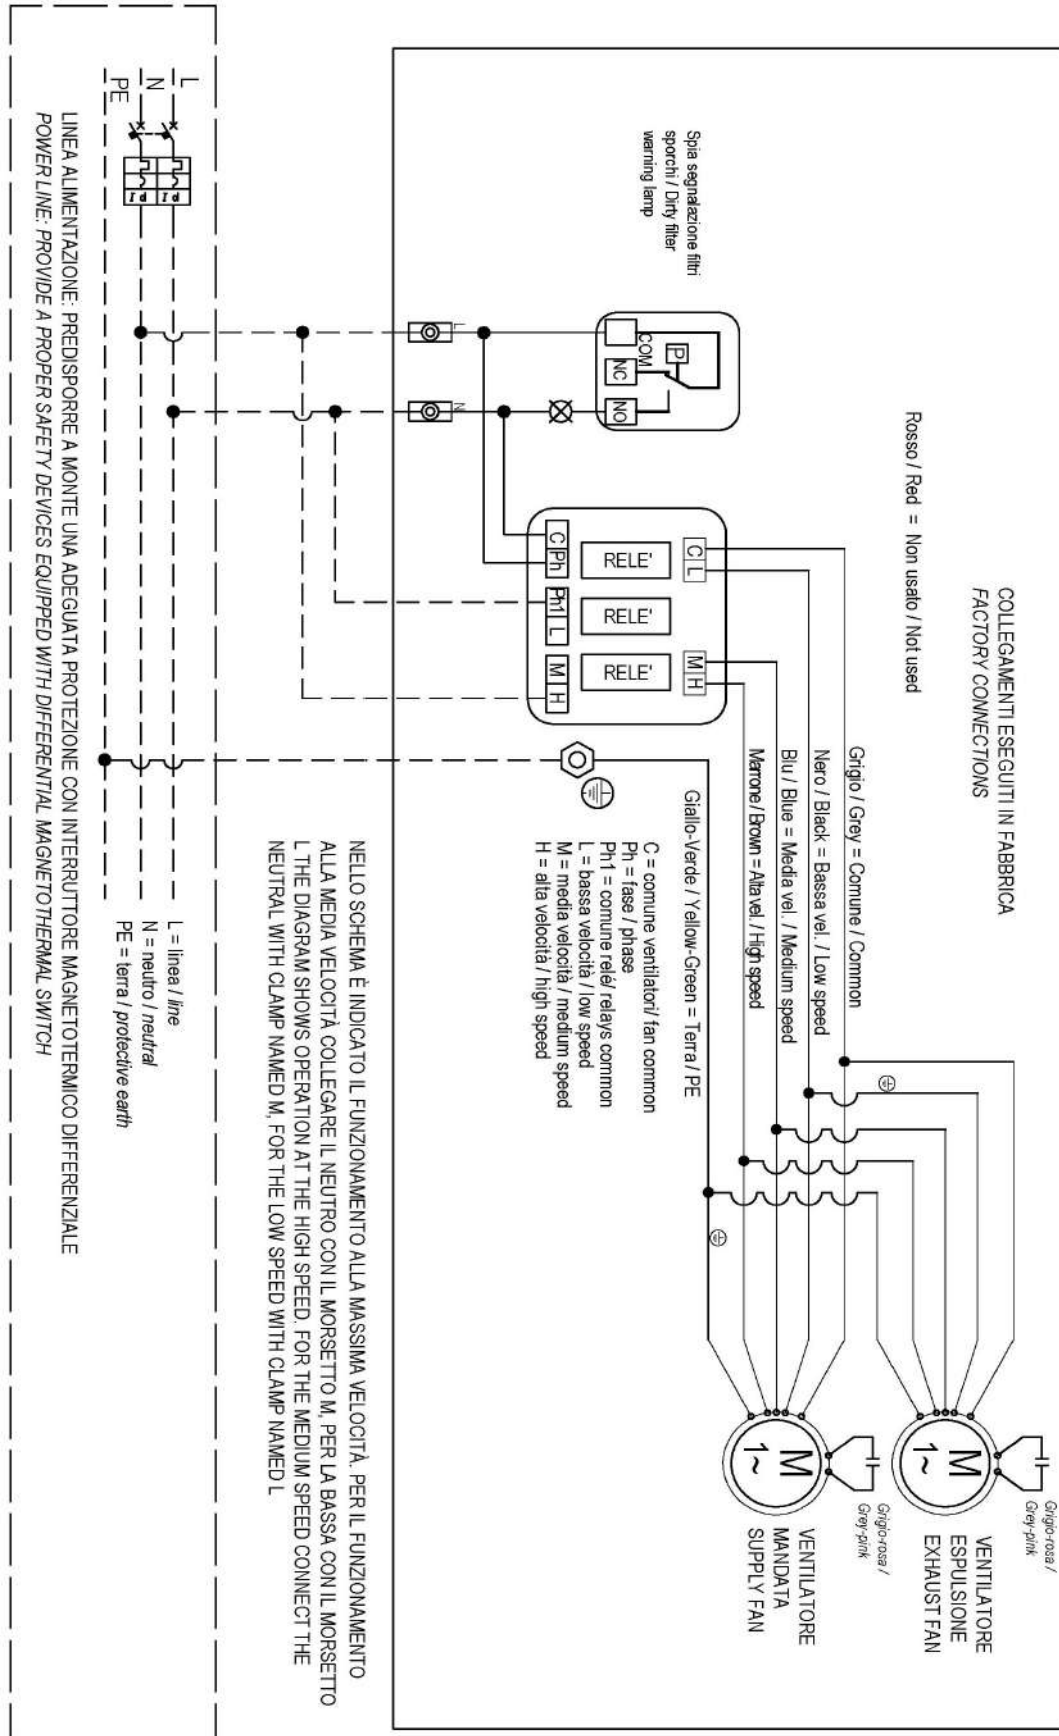 COLLEGAMENTI ESEGUITI IN FABBRICA
FACTORY CONNECTIONS
Rosso / Red = Non usato / Not used
Spia segnalazione filtri
sporchi / Dirty filter
warning lamp
COM
NC
NO
P
L
N
C L
M H
RELE'
RELE'
RELE'
C Ph
Ph1 L
M H
Grigio / Grey = Comune / Common
Nero / Black = Bassa vel. / Low speed
Blu / Blue = Media vel. / Medium speed
Marrone / Brown = Alta vel. / High speed
Giallo-Verde / Yellow-Green = Terra / PE
C = comune ventilatori/ fan common
Ph = fase / phase
Ph1 = comune relé/ relays common
L = bassa velocità / low speed
M = media velocità / medium speed
H = alta velocità / high speed
Grigio-rosa /
Grey-pink
M
1~
VENTILATORE
ESPULSIONE
EXHAUST FAN
Grigio-rosa /
Grey-pink
M
1~
VENTILATORE
MANDATA
SUPPLY FAN
NELLO SCHEMA È INDICATO IL FUNZIONAMENTO ALLA MASSIMA VELOCITÀ. PER IL FUNZIONAMENTO
ALLA MEDIA VELOCITÀ COLLEGARE IL NEUTRO CON IL MORSETTO M, PER LA BASSA CON IL MORSETTO
L THE DIAGRAM SHOWS OPERATION AT THE HIGH SPEED. FOR THE MEDIUM SPEED CONNECT THE
NEUTRAL WITH CLAMP NAMED M, FOR THE LOW SPEED WITH CLAMP NAMED L
L
N
PE
I d
I d
L = linea / line
N = neutro / neutral
PE = terra / protective earth
LINEA ALIMENTAZIONE: PREDISPORRE A MONTE UNA ADEGUATA PROTEZIONE CON INTERRUTTORE MAGNETOTERMICO DIFFERENZIALE
POWER LINE: PROVIDE A PROPER SAFETY DEVICES EQUIPPED WITH DIFFERENTIAL MAGNETOTHERMAL SWITCH